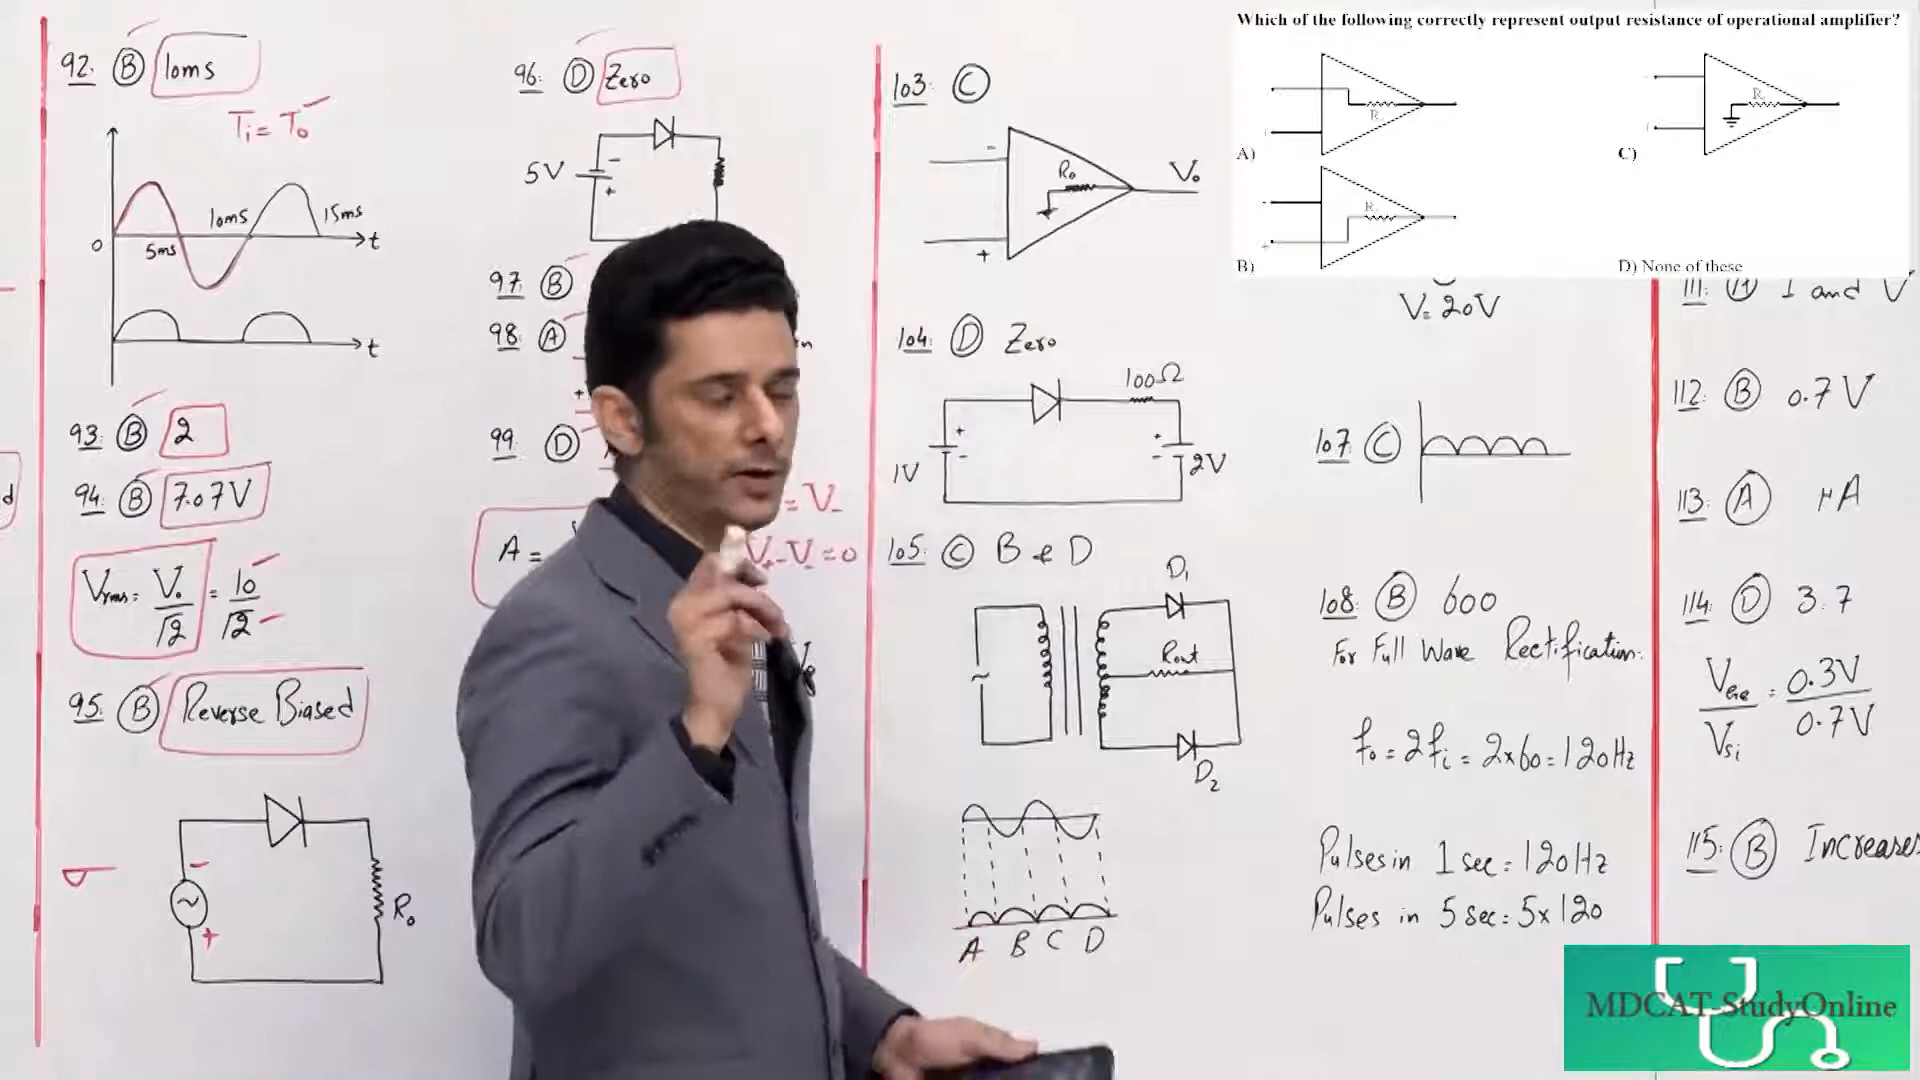 92. B 10ms
Ti = To
10ms
15ms
5ms
0
t
t
93. B 2
94. B 7.07V
Vrms = Vo/√2 = 10/√2
95. B Reverse Biased
Ro
96. D Zero
5V
97. B
98. A
99. D
= V-
A =
V+-V-=0
103. C
Ro
Vo
104. D Zero
100Ω
1V
2V
105. C B & D
D1
Rout
D2
A B C D
Which of the following correctly represent output resistance of operational amplifier?
R
A)
R
B)
R
C)
D) None of these
V = 20V
107. C
108. B 600
For Full Wave Rectification.
fo = 2fi = 2x60 = 120Hz
Pulses in 1 sec = 120Hz
Pulses in 5 sec = 5x120
111. I and V
112. B 0.7V
113. A μA
114. D 3.7
VGe/VSi = 0.3V/0.7V
115. B Increases
MDCAT StudyOnline